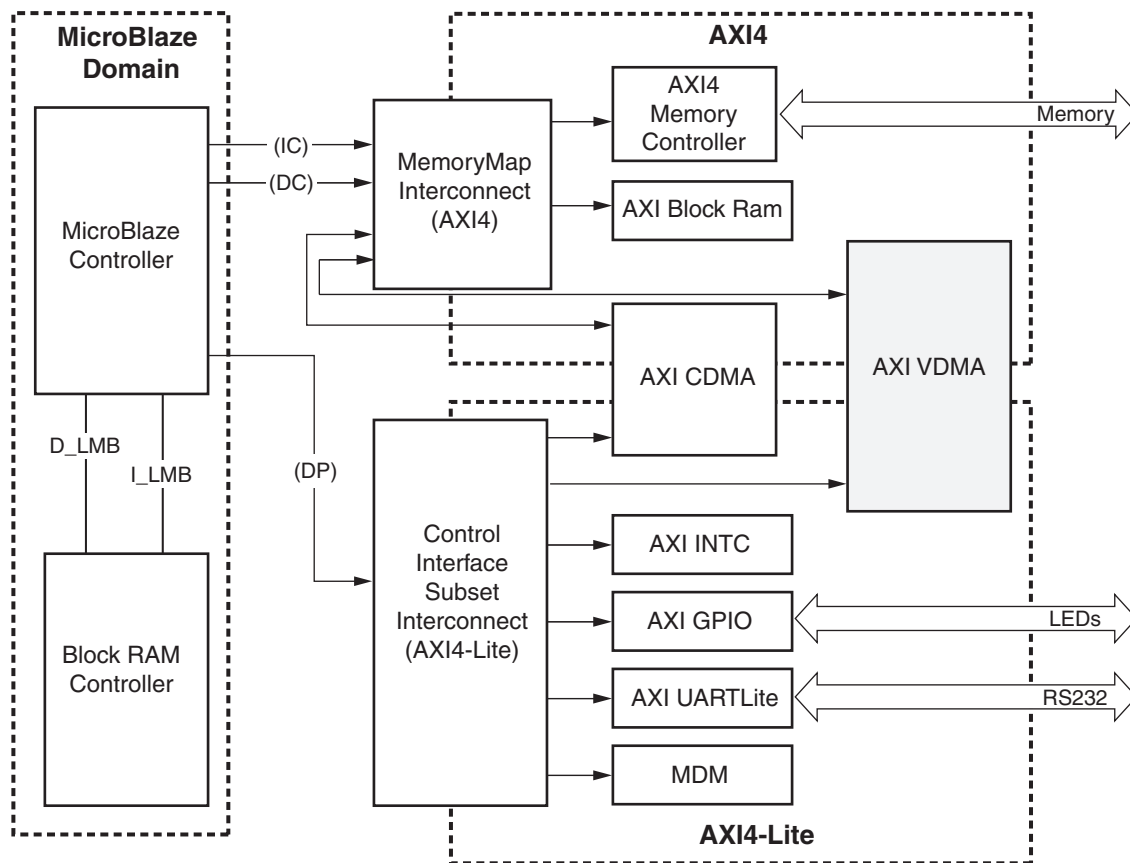 MicroBlaze
Domain
MicroBlaze
Controller
D_LMB
I_LMB
Block RAM
Controller
(IC)
(DC)
(DP)
AXI4
MemoryMap
Interconnect
(AXI4)
AXI4
Memory
Controller
Memory
AXI Block Ram
AXI CDMA
AXI VDMA
Control
Interface
Subset
Interconnect
(AXI4-Lite)
AXI INTC
AXI GPIO
LEDs
AXI UARTLite
RS232
MDM
AXI4-Lite